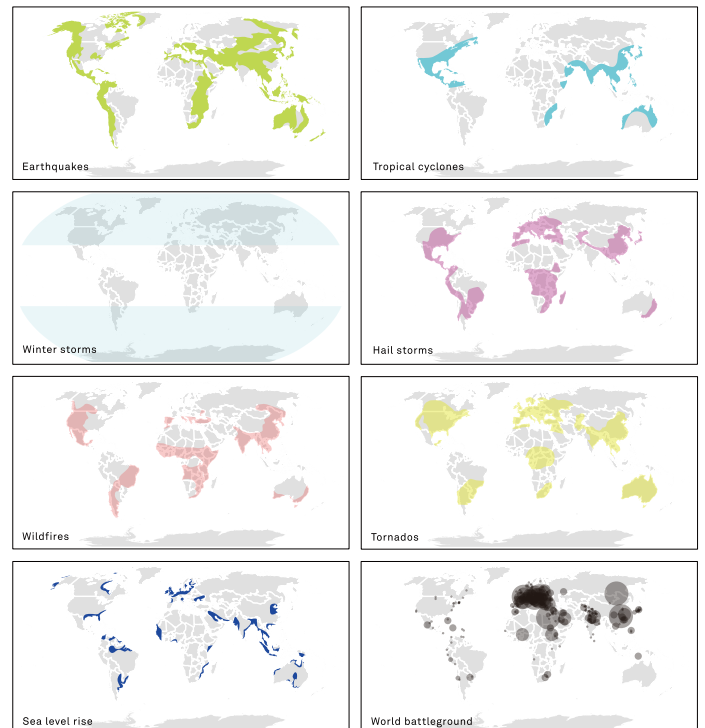 Earthquakes
Tropical cyclones
Winter storms
Hail storms
Wildfires
Tornados
Sea level rise
World battleground